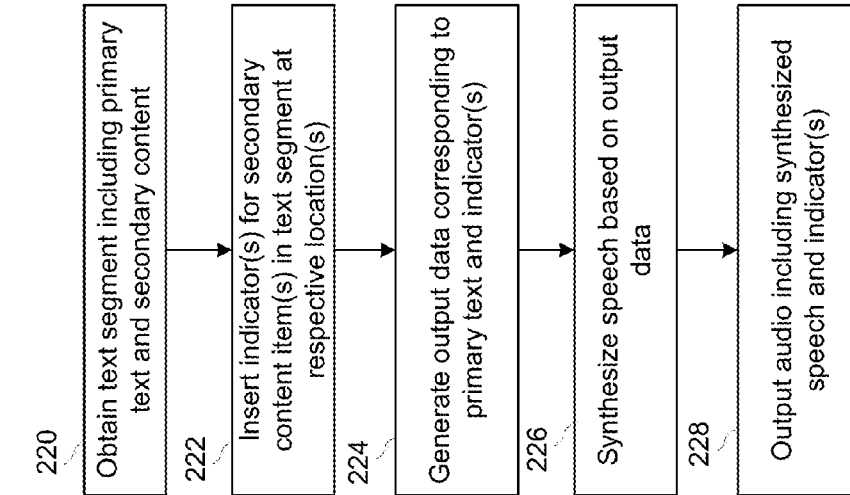 220
Obtain text segment including primary
text and secondary content
222
Insert indicator(s) for secondary
content item(s) in text segment at
respective location(s)
224
Generate output data corresponding to
primary text and indicator(s)
226
Synthesize speech based on output
data
228
Output audio including synthesized
speech and indicator(s)